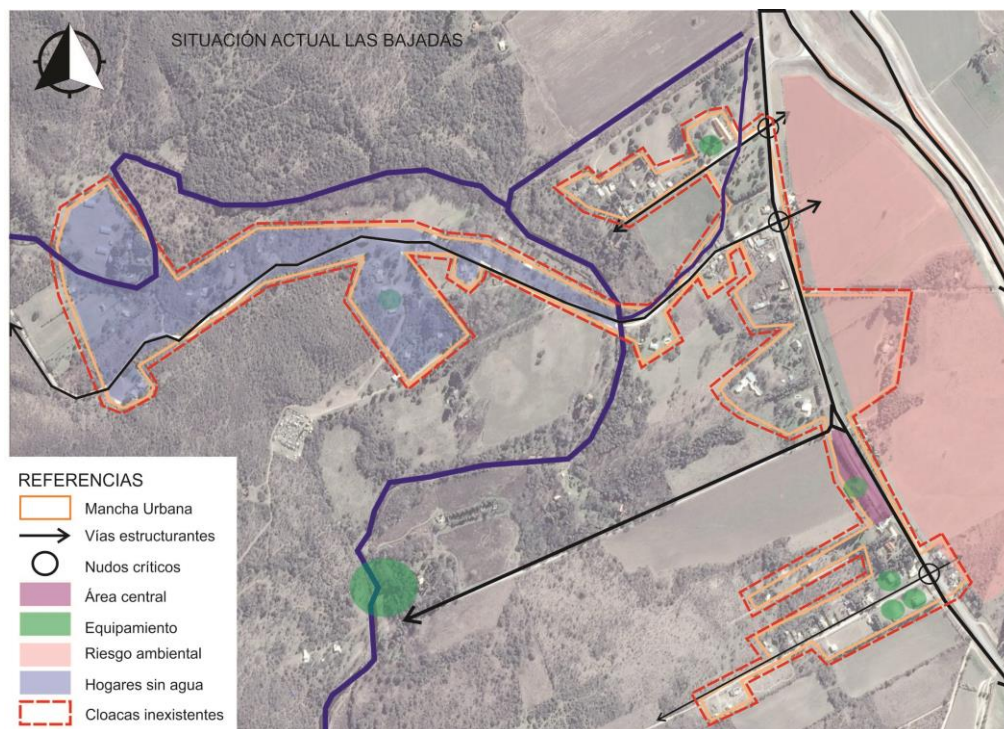 SITUACIÓN ACTUAL LAS BAJADAS
REFERENCIAS
Mancha Urbana
Vías estructurantes
Nudos críticos
Área central
Equipamiento
Riesgo ambiental
Hogares sin agua
Cloacas inexistentes